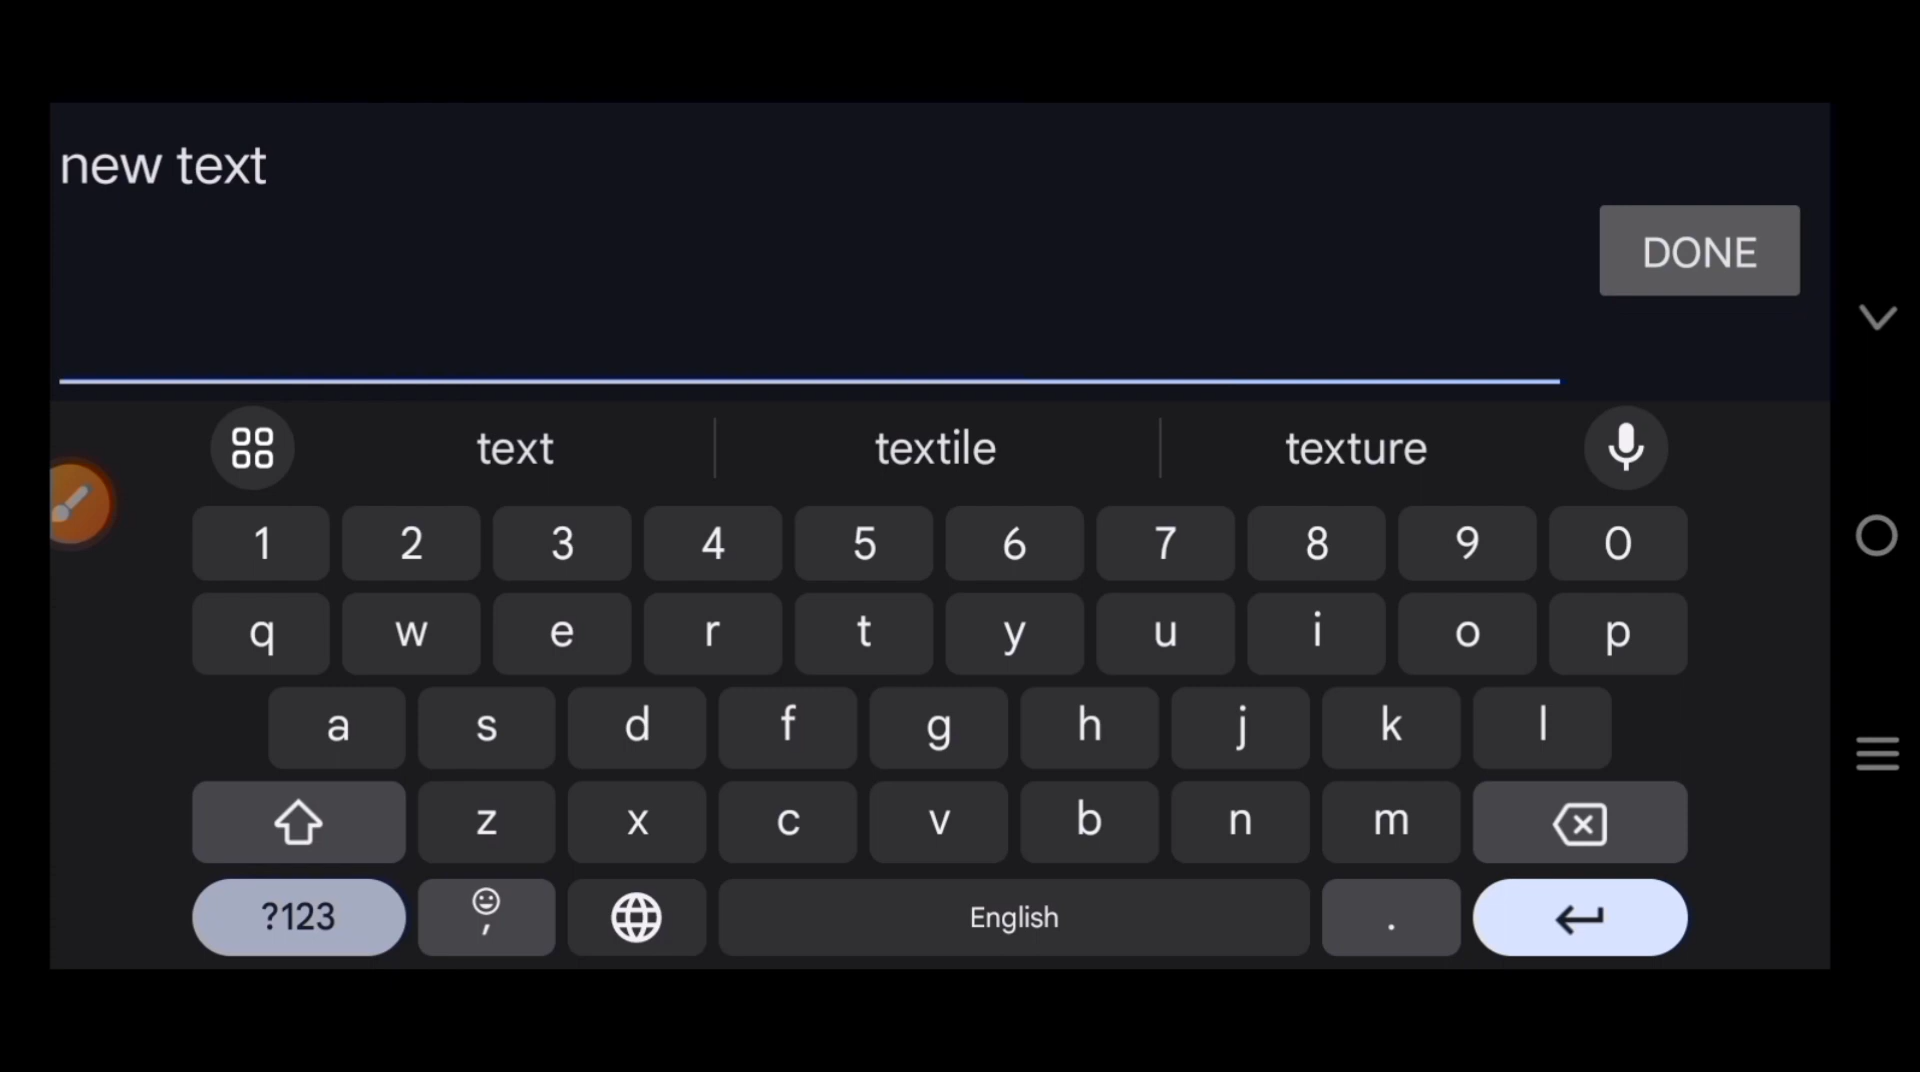 new text
DONE
text textile texture
1 2 3 4 5 6 7 8 9 0
q w e r t y u i o p
a s d f g h j k l
z x c v b n m
?123 , English .